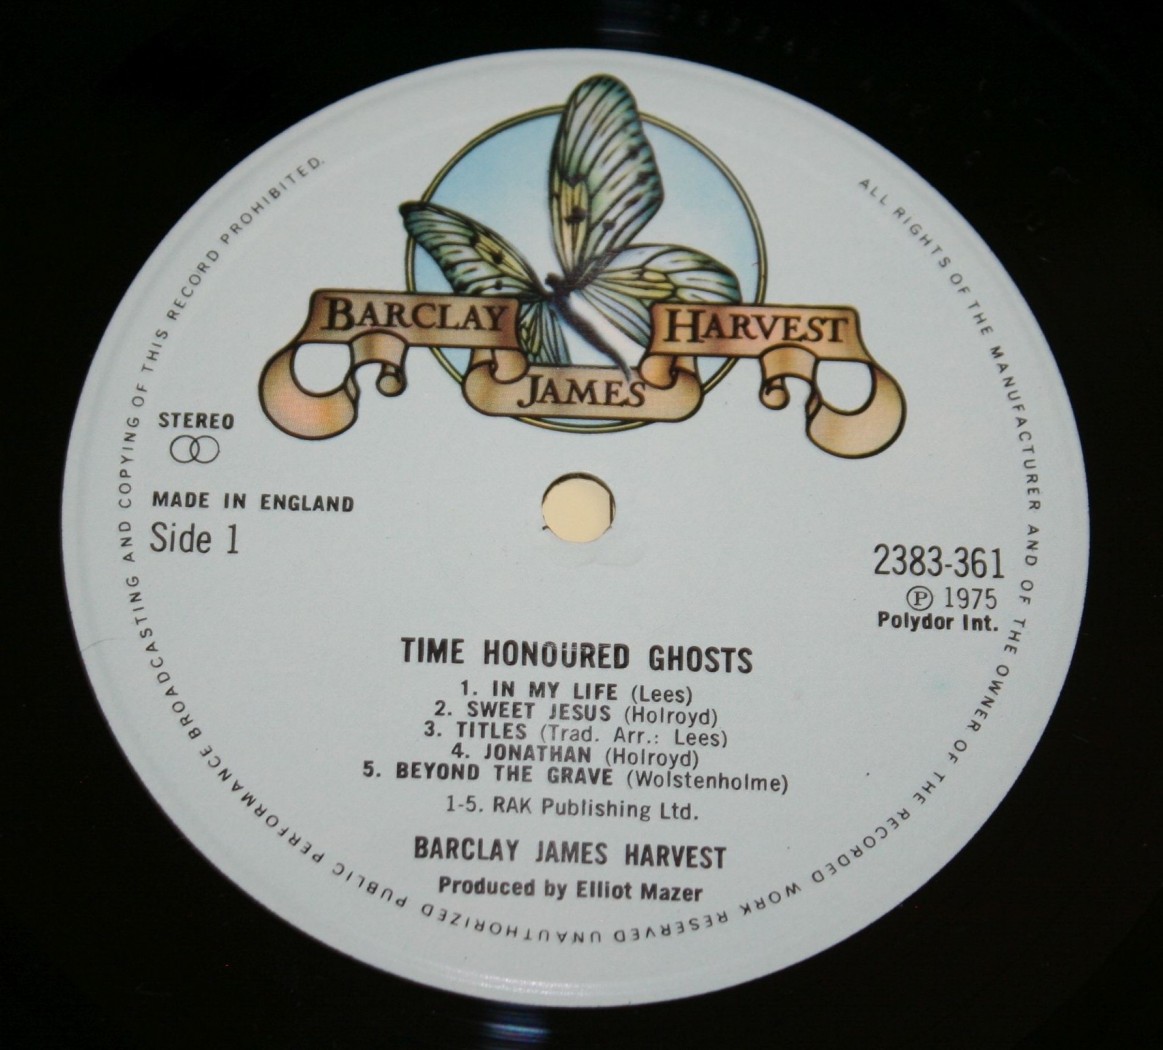 BARCLAY
JAMES
HARVEST
STEREO
MADE IN ENGLAND
Side 1
2383-361
Ⓟ 1975
Polydor Int.
TIME HONOURED GHOSTS
1. IN MY LIFE (Lees)
2. SWEET JESUS (Holroyd)
3. TITLES (Trad. Arr.: Lees)
4. JONATHAN (Holroyd)
5. BEYOND THE GRAVE (Wolstenholme)
1-5. RAK Publishing Ltd.
BARCLAY JAMES HARVEST
Produced by Elliot Mazer
ALL RIGHTS OF THE MANUFACTURER AND OF THE OWNER OF THE RECORDED WORK RESERVED UNAUTHORIZED PUBLIC PERFORMANCE BROADCASTING AND COPYING OF THIS RECORD PROHIBITED.